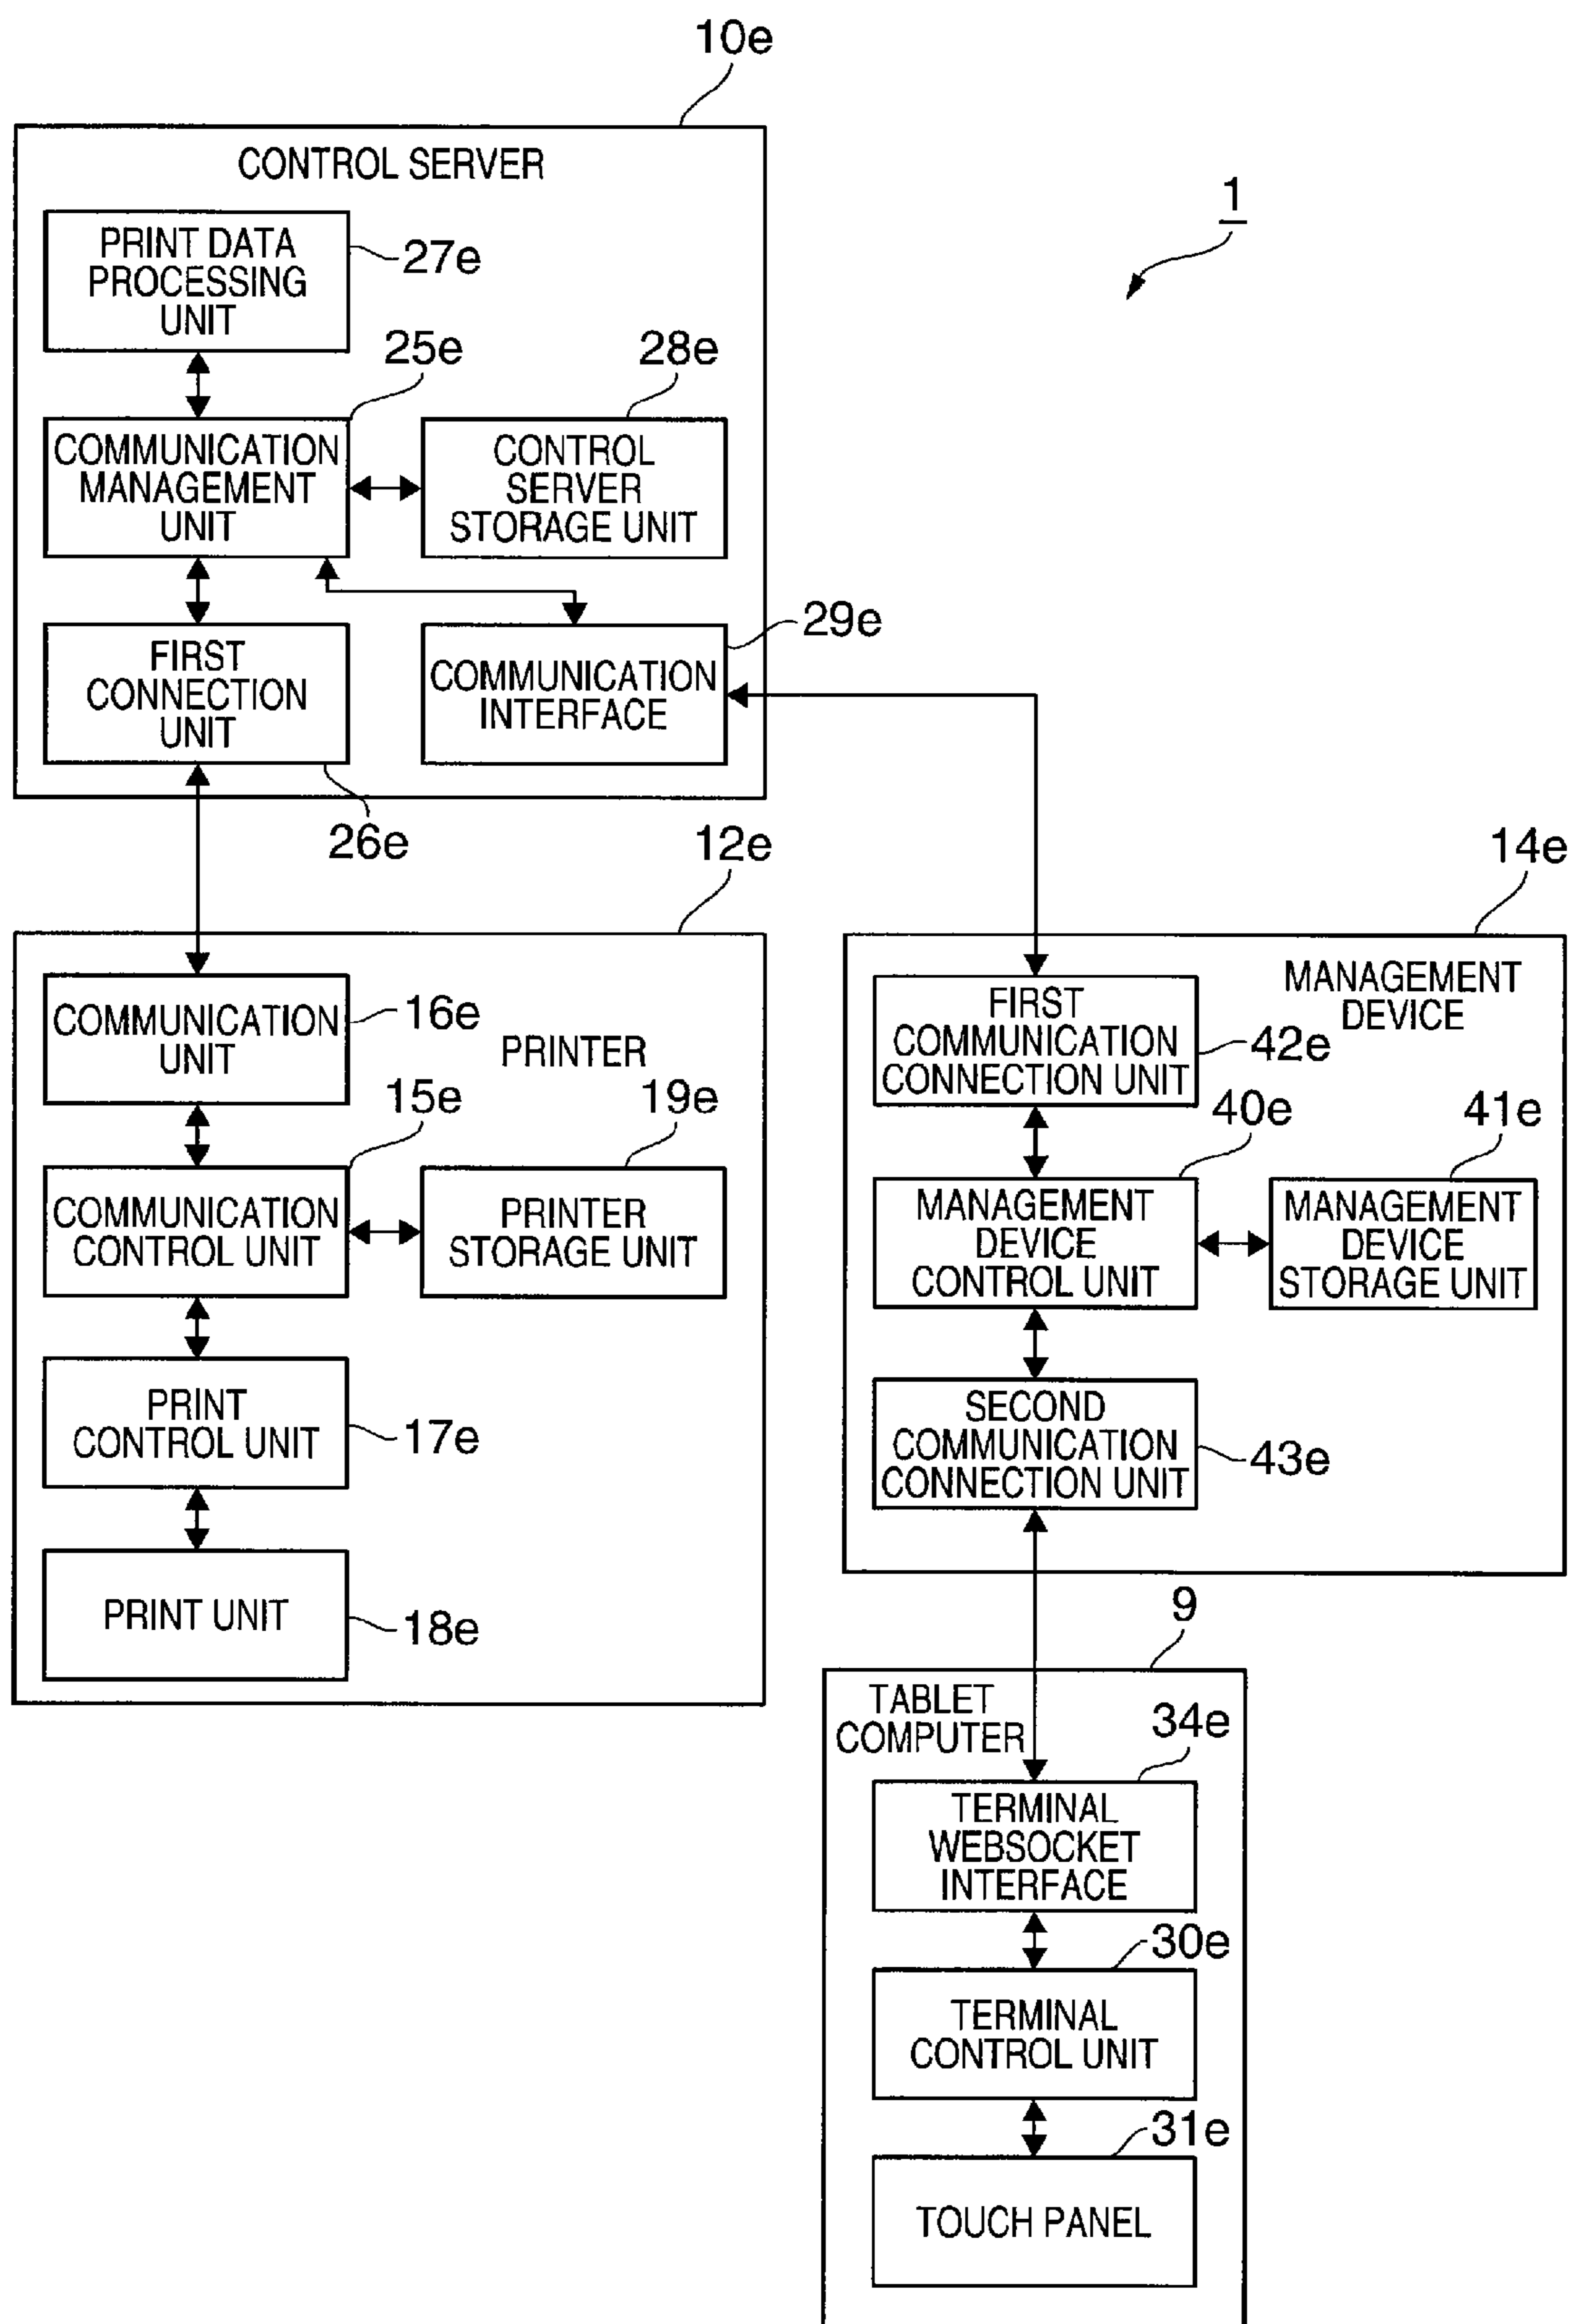 10e
CONTROL SERVER
1
PRINT DATA
PROCESSING
UNIT
27e
25e
28e
COMMUNICATION
MANAGEMENT
UNIT
CONTROL
SERVER
STORAGE UNIT
29e
FIRST
CONNECTION
UNIT
COMMUNICATION
INTERFACE
26e
12e
14e
COMMUNICATION
UNIT
16e
PRINTER
15e
19e
COMMUNICATION
CONTROL UNIT
PRINTER
STORAGE UNIT
PRINT
CONTROL UNIT
17e
PRINT UNIT
18e
MANAGEMENT
DEVICE
FIRST
COMMUNICATION
CONNECTION UNIT
42e
40e
41e
MANAGEMENT
DEVICE
CONTROL UNIT
MANAGEMENT
DEVICE
STORAGE UNIT
SECOND
COMMUNICATION
CONNECTION UNIT
43e
9
TABLET
COMPUTER
34e
TERMINAL
WEBSOCKET
INTERFACE
30e
TERMINAL
CONTROL UNIT
31e
TOUCH PANEL